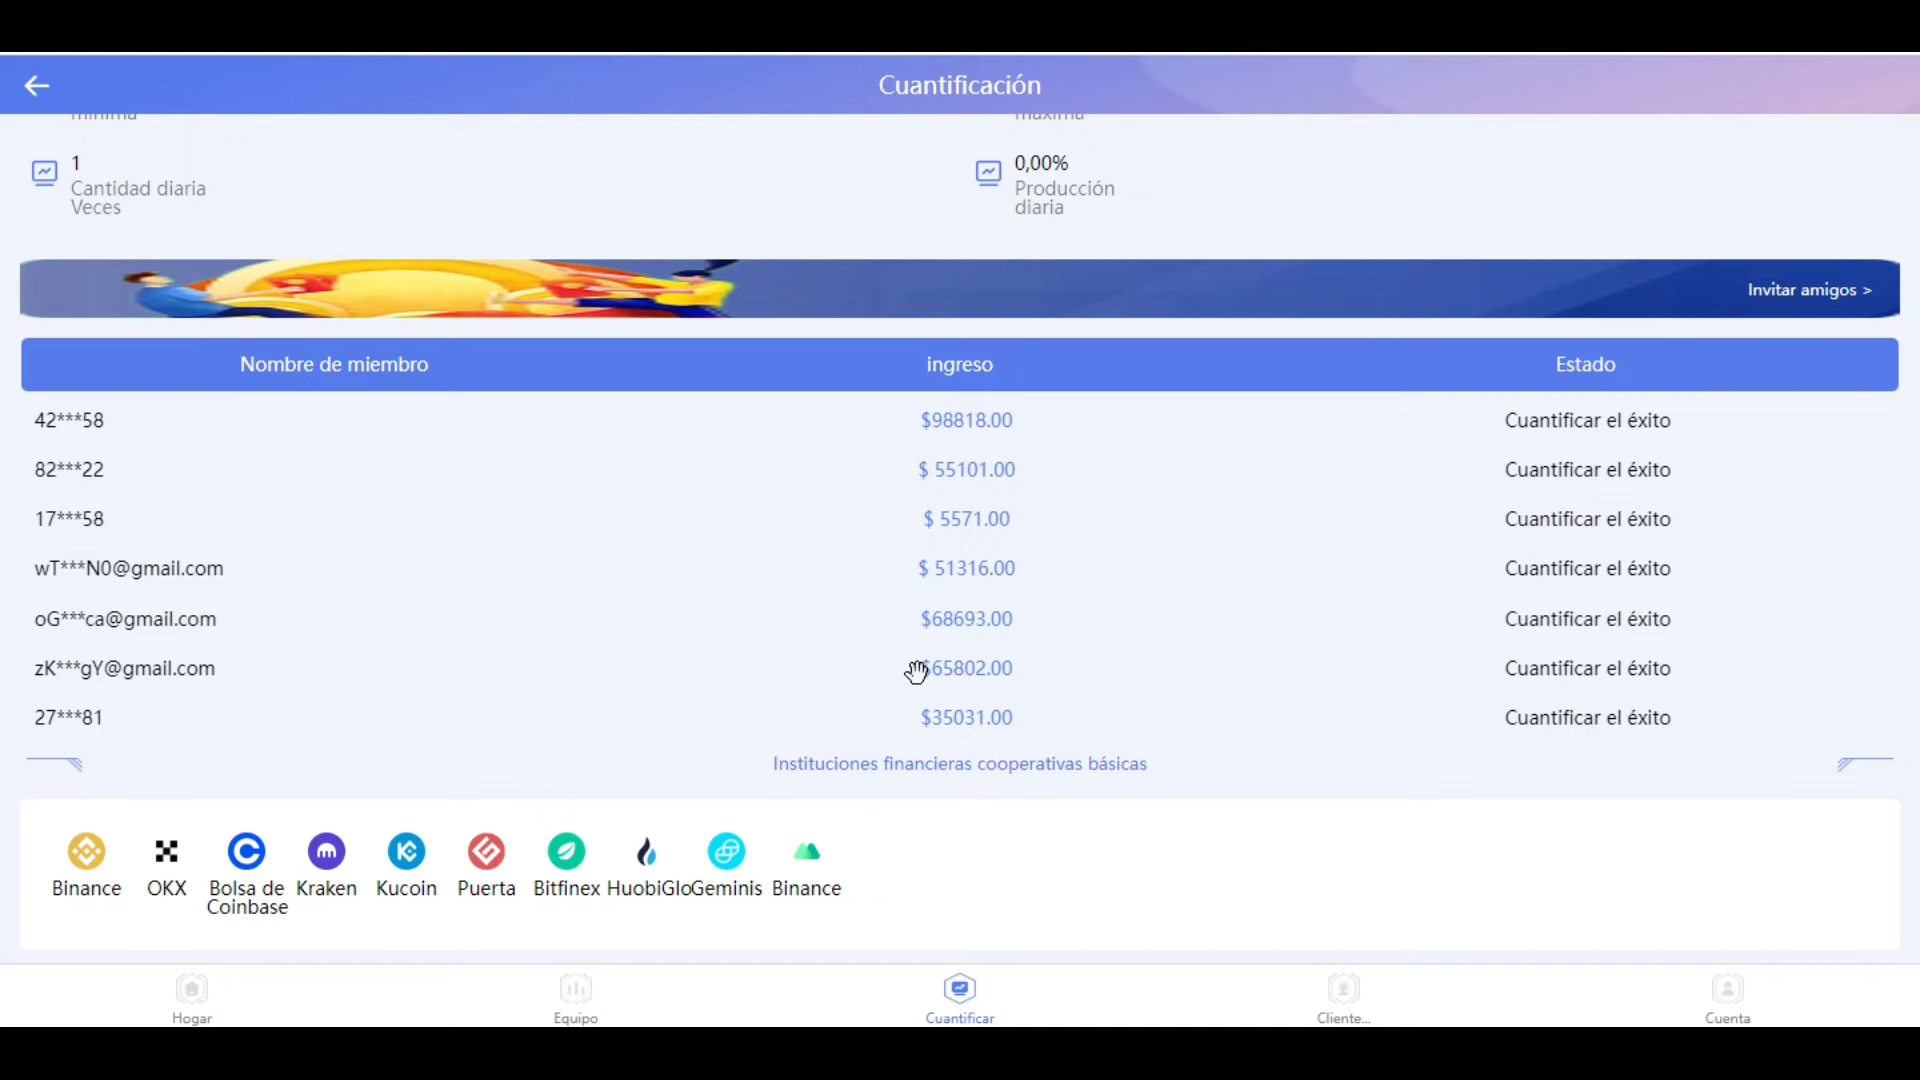 Cuantificación
mínima
máxima
1
Cantidad diaria
Veces
0,00%
Producción
diaria
Invitar amigos >
Nombre de miembro ingreso Estado
42***58 $98818.00 Cuantificar el éxito
82***22 $ 55101.00 Cuantificar el éxito
17***58 $ 5571.00 Cuantificar el éxito
wT***N0@gmail.com $ 51316.00 Cuantificar el éxito
oG***ca@gmail.com $68693.00 Cuantificar el éxito
zK***gY@gmail.com $65802.00 Cuantificar el éxito
27***81 $35031.00 Cuantificar el éxito
Instituciones financieras cooperativas básicas
Binance OKX Bolsa de Kraken Kucoin Puerta Bitfinex HuobiGlo Geminis Binance
Coinbase
Hogar Equipo Cuantificar Cliente... Cuenta